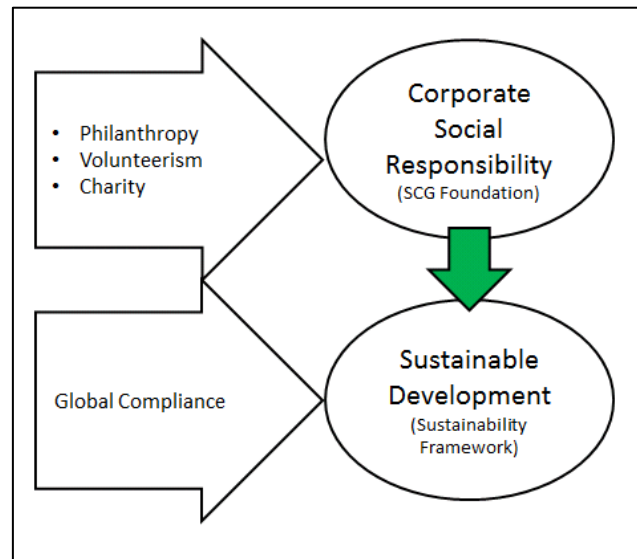 • Philanthropy
• Volunteerism
• Charity
Corporate
Social
Responsibility
(SCG Foundation)
Global Compliance
Sustainable
Development
(Sustainability
Framework)